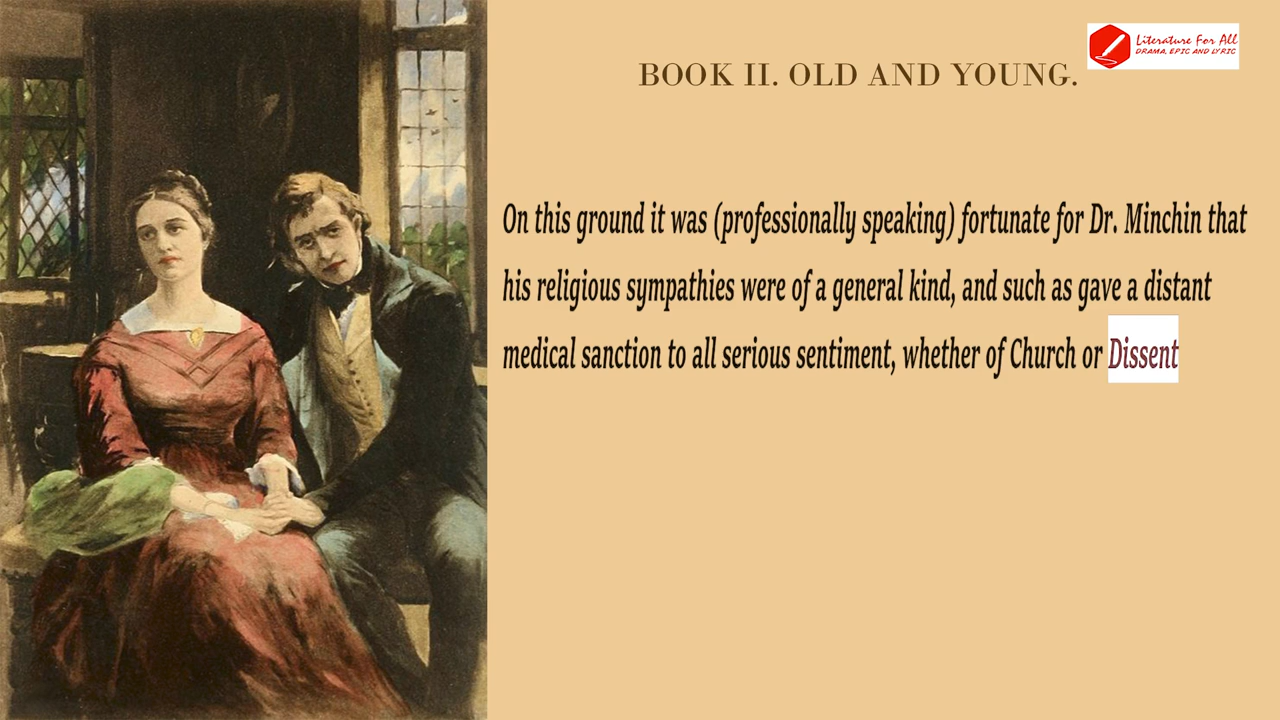 Literature For All
DRAMA, EPIC AND LYRIC
BOOK II. OLD AND YOUNG.
On this ground it was (professionally speaking) fortunate for Dr. Minchin that
his religious sympathies were of a general kind, and such as gave a distant
medical sanction to all serious sentiment, whether of Church or Dissent